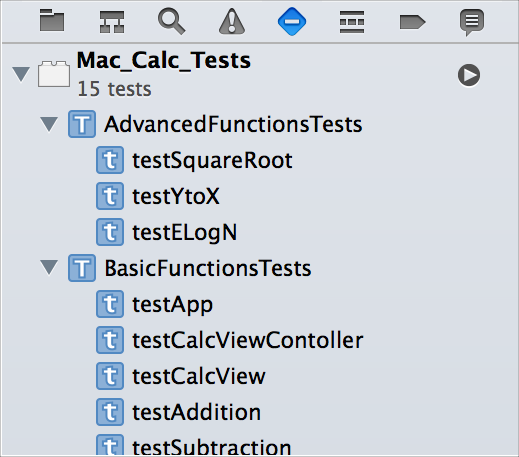 Mac_Calc_Tests
15 tests
T AdvancedFunctionsTests
t testSquareRoot
t testYtoX
t testELogN
T BasicFunctionsTests
t testApp
t testCalcViewContoller
t testCalcView
t testAddition
t testSubtraction